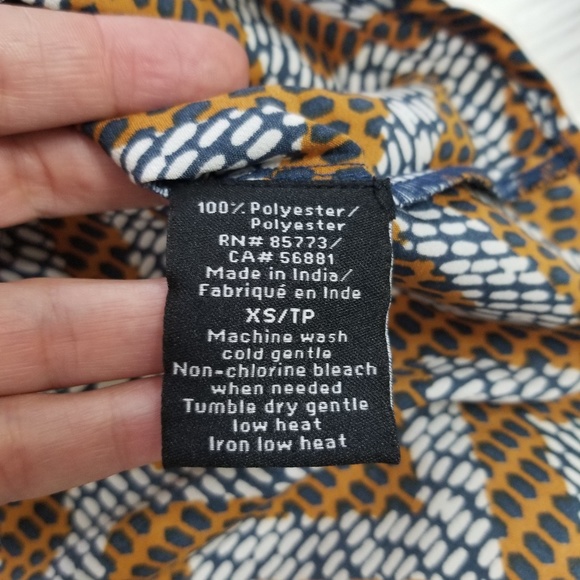 100% Polyester/
Polyester
RN# 85773/
CA# 56881
Made in India/
Fabriqué en Inde
XS/TP
Machine wash
cold gentle
Non-chlorine bleach
when needed
Tumble dry gentle
low heat
Iron low heat